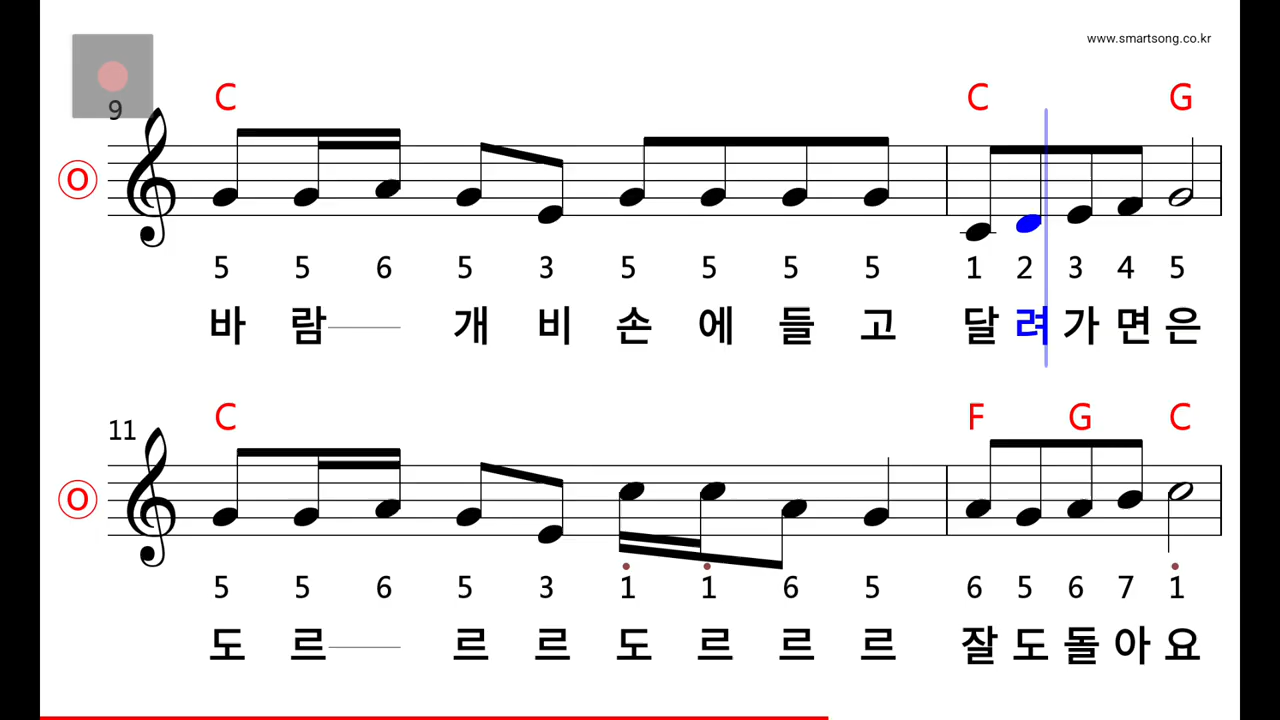 www.smartsong.co.kr
9 C C G
O
5 5 6 5 3 5 5 5 5 1 2 3 4 5
바 람 개 비 손 에 들 고 달 려 가 면 은
11 C F G C
O
5 5 6 5 3 1 1 6 5 6 5 6 7 1
도 르 르 르 도 르 르 르 잘 도 돌 아 요